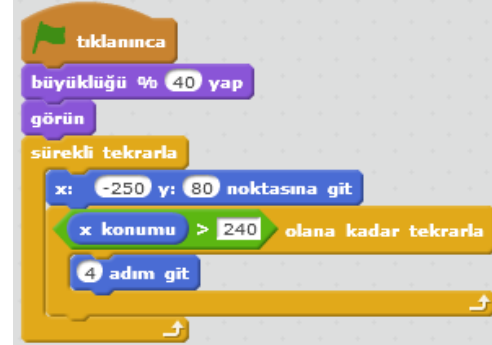 tıklanınca
büyüklüğü % 40 yap
görün
sürekli tekrarla
x: -250 y: 80 noktasına git
x konumu > 240 olana kadar tekrarla
4 adım git